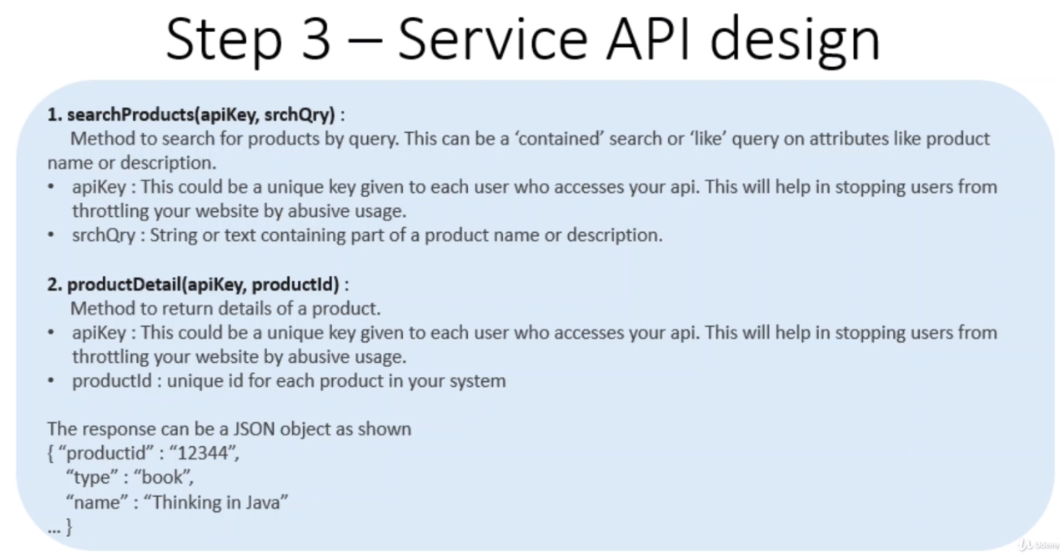 Step 3 – Service API design
1. searchProducts(apiKey, srchQry) :
Method to search for products by query. This can be a ‘contained’ search or ‘like’ query on attributes like product
name or description.
• apiKey : This could be a unique key given to each user who accesses your api. This will help in stopping users from
throttling your website by abusive usage.
• srchQry : String or text containing part of a product name or description.
2. productDetail(apiKey, productId) :
Method to return details of a product.
• apiKey : This could be a unique key given to each user who accesses your api. This will help in stopping users from
throttling your website by abusive usage.
• productId : unique id for each product in your system
The response can be a JSON object as shown
{ “productid” : “12344”,
“type” : “book”,
“name” : “Thinking in Java”
... }
Udemy